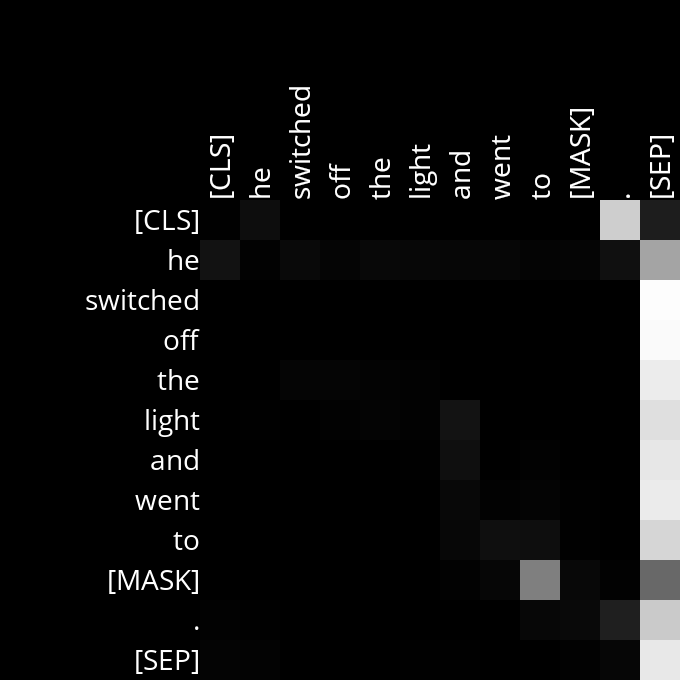 [CLS] he switched off the light and went to [MASK] . [SEP]
[CLS]
he
switched
off
the
light
and
went
to
[MASK]
.
[SEP]